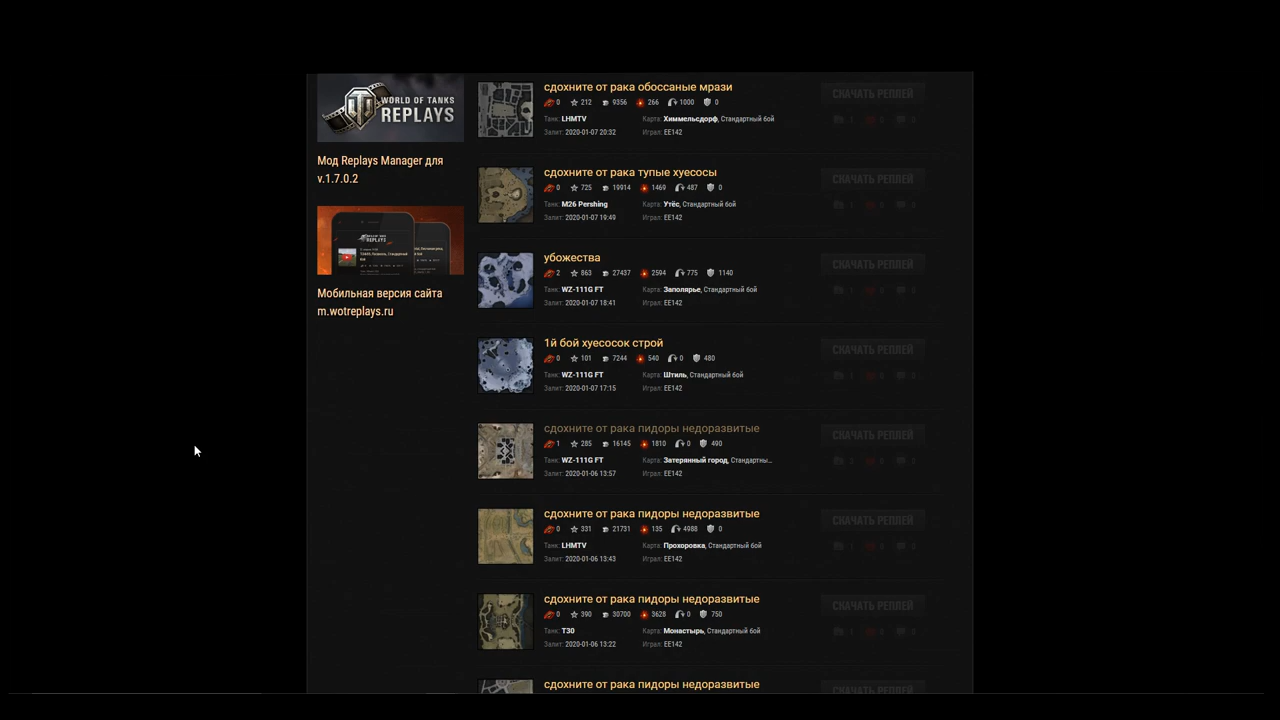 WORLD OF TANKS
REPLAYS
Мод Replays Manager для
v.1.7.0.2
Мобильная версия сайта
m.wotreplays.ru
сдохните от рака обоссаные мрази
0 212 9356 266 1000 0
Танк: LHMTV Карта: Химмельсдорф, Стандартный бой
Залит: 2020-01-07 20:32 Играл: EE142
СКАЧАТЬ РЕПЛЕЙ
сдохните от рака тупые хуесосы
0 725 19914 1469 487 0
Танк: M26 Pershing Карта: Утёс, Стандартный бой
Залит: 2020-01-07 19:49 Играл: EE142
СКАЧАТЬ РЕПЛЕЙ
убожества
2 863 27437 2594 775 1140
Танк: WZ-111G FT Карта: Заполярье, Стандартный бой
Залит: 2020-01-07 18:41 Играл: EE142
СКАЧАТЬ РЕПЛЕЙ
1й бой хуесосок строй
0 101 7244 540 0 480
Танк: WZ-111G FT Карта: Штиль, Стандартный бой
Залит: 2020-01-07 17:15 Играл: EE142
СКАЧАТЬ РЕПЛЕЙ
сдохните от рака пидоры недоразвитые
1 285 16145 1810 0 490
Танк: WZ-111G FT Карта: Затерянный город, Стандартны...
Залит: 2020-01-06 13:57 Играл: EE142
СКАЧАТЬ РЕПЛЕЙ
сдохните от рака пидоры недоразвитые
0 331 21731 135 4988 0
Танк: LHMTV Карта: Прохоровка, Стандартный бой
Залит: 2020-01-06 13:43 Играл: EE142
СКАЧАТЬ РЕПЛЕЙ
сдохните от рака пидоры недоразвитые
0 390 30700 3628 0 750
Танк: T30 Карта: Монастырь, Стандартный бой
Залит: 2020-01-06 13:22 Играл: EE142
СКАЧАТЬ РЕПЛЕЙ
сдохните от рака пидоры недоразвитые
СКАЧАТЬ РЕПЛЕЙ